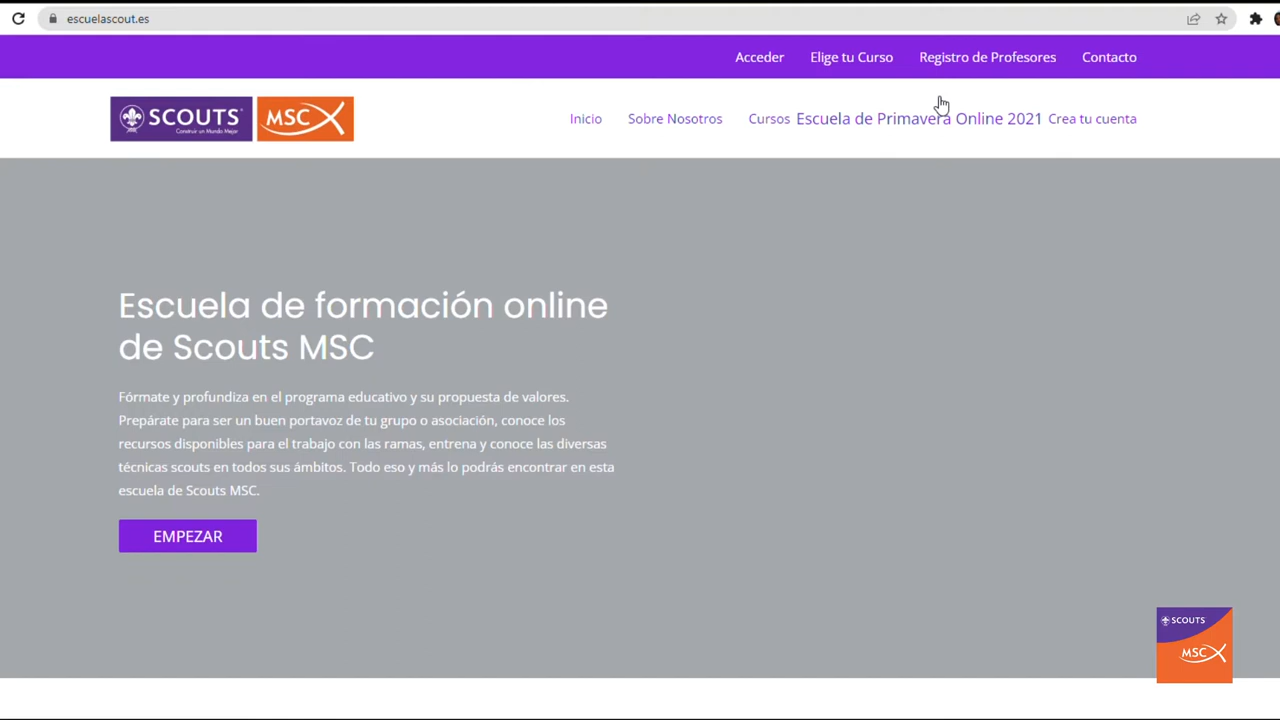 escuelascout.es
Acceder Elige tu Curso Registro de Profesores Contacto
SCOUTS
Construir un Mundo Mejor
MSC
Inicio Sobre Nosotros Cursos Escuela de Primavera Online 2021 Crea tu cuenta
Escuela de formación online
de Scouts MSC
Fórmate y profundiza en el programa educativo y su propuesta de valores.
Prepárate para ser un buen portavoz de tu grupo o asociación, conoce los
recursos disponibles para el trabajo con las ramas, entrena y conoce las diversas
técnicas scouts en todos sus ámbitos. Todo eso y más lo podrás encontrar en esta
escuela de Scouts MSC.
EMPEZAR
SCOUTS
MSC